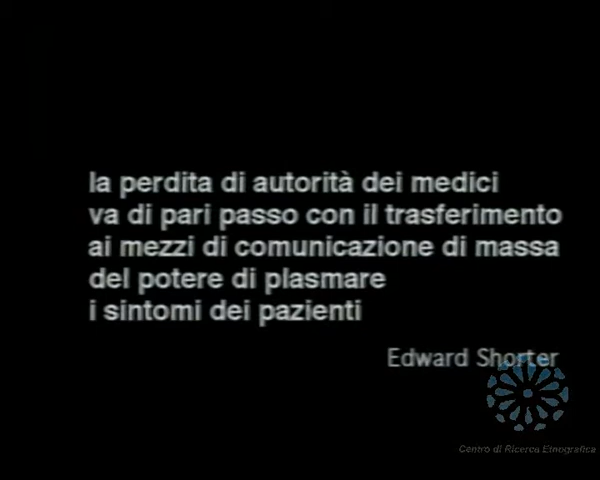 la perdita di autorità dei medici
va di pari passo con il trasferimento
ai mezzi di comunicazione di massa
del potere di plasmare
i sintomi dei pazienti
Edward Shorter
Centro di Ricerca Etnografica